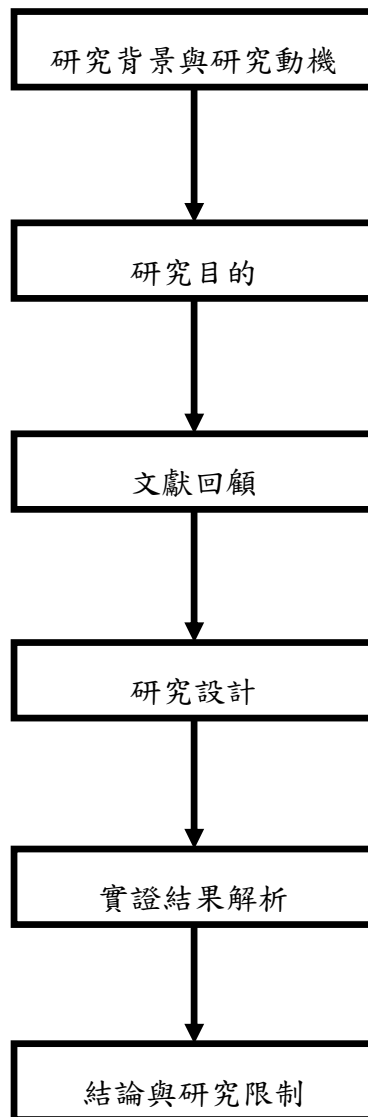 研究背景與研究動機
研究目的
文獻回顧
研究設計
實證結果解析
結論與研究限制